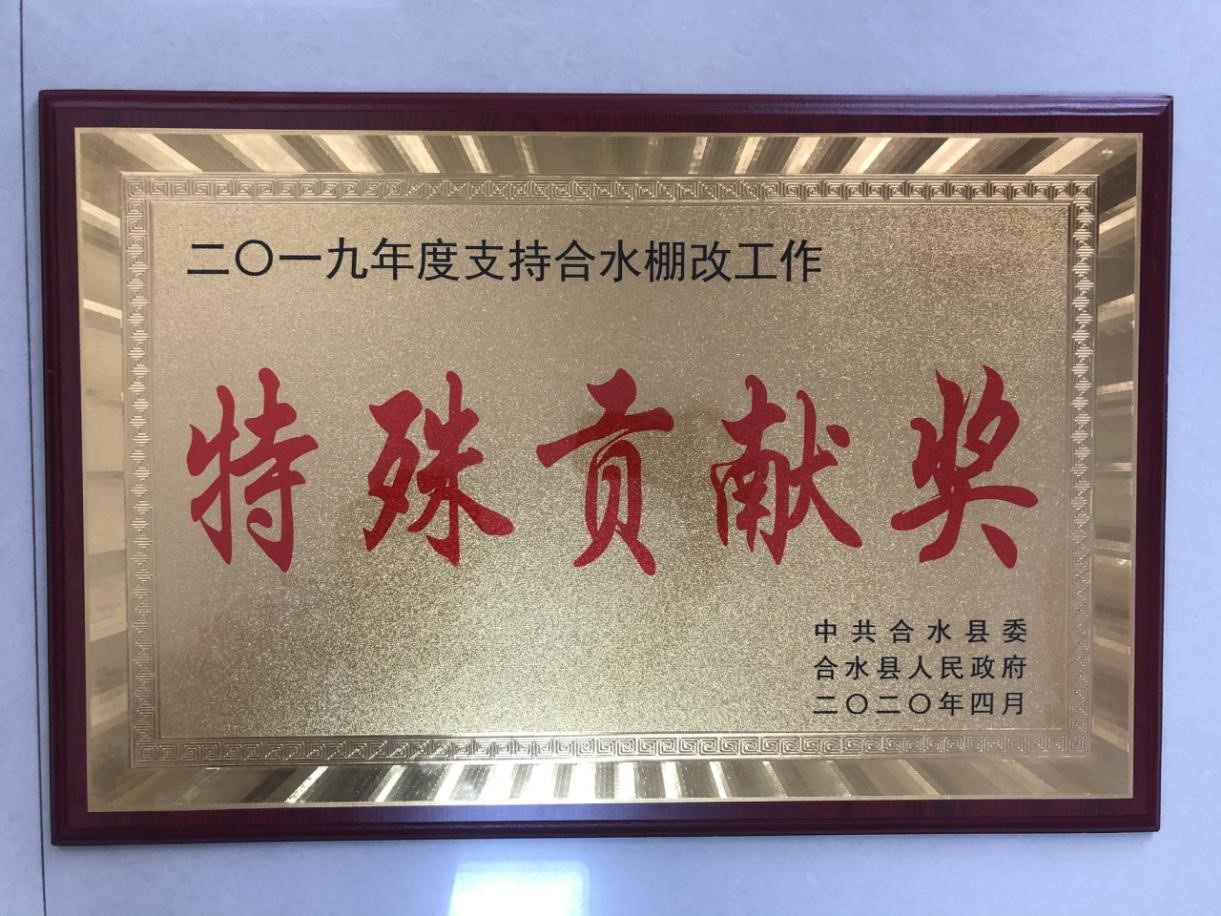 二〇一九年度支持合水棚改工作
特殊贡献奖
中共合水县委
合水县人民政府
二〇二〇年四月